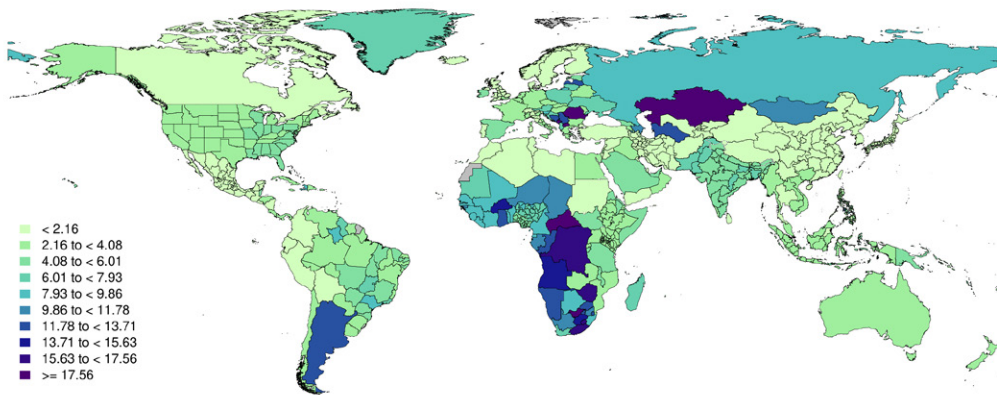 < 2.16
2.16 to < 4.08
4.08 to < 6.01
6.01 to < 7.93
7.93 to < 9.86
9.86 to < 11.78
11.78 to < 13.71
13.71 to < 15.63
15.63 to < 17.56
>= 17.56